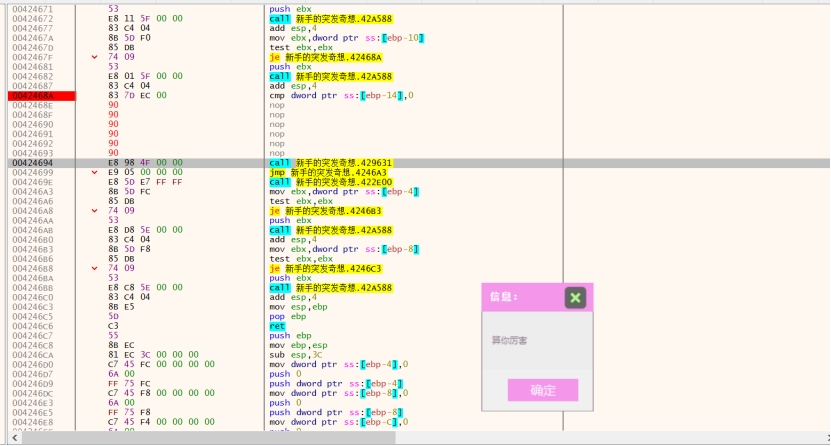 00424671 53 push ebx
00424672 E8 11 5F 00 00 call 新手的突发奇想.42A588
00424677 83 C4 04 add esp,4
0042467A 8B 5D F0 mov ebx,dword ptr ss:[ebp-10]
0042467D 85 DB test ebx,ebx
0042467F 74 09 je 新手的突发奇想.42468A
00424681 53 push ebx
00424682 E8 01 5F 00 00 call 新手的突发奇想.42A588
00424687 83 C4 04 add esp,4
0042468A 83 7D EC 00 cmp dword ptr ss:[ebp-14],0
0042468E 90 nop
0042468F 90 nop
00424690 90 nop
00424691 90 nop
00424692 90 nop
00424693 90 nop
00424694 E8 98 4F 00 00 call 新手的突发奇想.429631
00424699 E9 05 00 00 00 jmp 新手的突发奇想.4246A3
0042469E E8 5D E7 FF FF call 新手的突发奇想.422E00
004246A3 8B 5D FC mov ebx,dword ptr ss:[ebp-4]
004246A6 85 DB test ebx,ebx
004246A8 74 09 je 新手的突发奇想.4246B3
004246AA 53 push ebx
004246AB E8 D8 5E 00 00 call 新手的突发奇想.42A588
004246B0 83 C4 04 add esp,4
004246B3 8B 5D F8 mov ebx,dword ptr ss:[ebp-8]
004246B6 85 DB test ebx,ebx
004246B8 74 09 je 新手的突发奇想.4246C3
004246BA 53 push ebx
004246BB E8 C8 5E 00 00 call 新手的突发奇想.42A588
004246C0 83 C4 04 add esp,4
004246C3 8B E5 mov esp,ebp
004246C5 5D pop ebp
004246C6 C3 ret
004246C7 55 push ebp
004246C8 8B EC mov ebp,esp
004246CA 81 EC 3C 00 00 00 sub esp,3C
004246D0 C7 45 FC 00 00 00 00 mov dword ptr ss:[ebp-4],0
004246D7 6A 00 push 0
004246D9 FF 75 FC push dword ptr ss:[ebp-4]
004246DC C7 45 F8 00 00 00 00 mov dword ptr ss:[ebp-8],0
004246E3 6A 00 push 0
004246E5 FF 75 F8 push dword ptr ss:[ebp-8]
004246E8 C7 45 F4 00 00 00 00 mov dword ptr ss:[ebp-C],0
信息：
算你厉害
确定